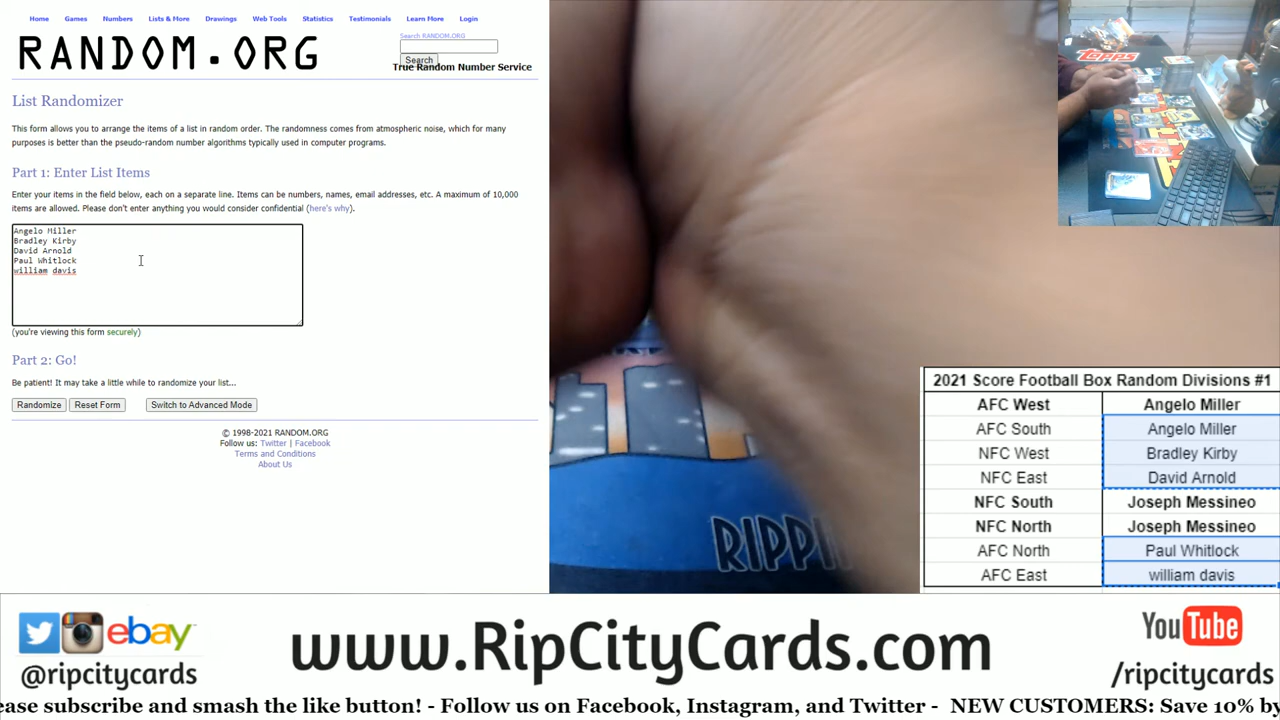 Home Games Numbers Lists & More Drawings Web Tools Statistics Testimonials Learn More Login
RANDOM.ORG
Search RANDOM.ORG
Search
True Random Number Service
List Randomizer
This form allows you to arrange the items of a list in random order. The randomness comes from atmospheric noise, which for many
purposes is better than the pseudo-random number algorithms typically used in computer programs.
Part 1: Enter List Items
Enter your items in the field below, each on a separate line. Items can be numbers, names, email addresses, etc. A maximum of 10,000
items are allowed. Please don't enter anything you would consider confidential (here's why).
Angelo Miller
Bradley Kirby
David Arnold
Paul Whitlock
william davis
(you're viewing this form securely)
Part 2: Go!
Be patient! It may take a little while to randomize your list...
Randomize Reset Form Switch to Advanced Mode
© 1998-2021 RANDOM.ORG
Follow us: Twitter | Facebook
Terms and Conditions
About Us
Topps
RIPPI
2021 Score Football Box Random Divisions #1
AFC West Angelo Miller
AFC South Angelo Miller
NFC West Bradley Kirby
NFC East David Arnold
NFC South Joseph Messineo
NFC North Joseph Messineo
AFC North Paul Whitlock
AFC East william davis
ebay
@ripcitycards
www.RipCityCards.com
YouTube
/ripcitycards
ease subscribe and smash the like button! - Follow us on Facebook, Instagram, and Twitter - NEW CUSTOMERS: Save 10% by